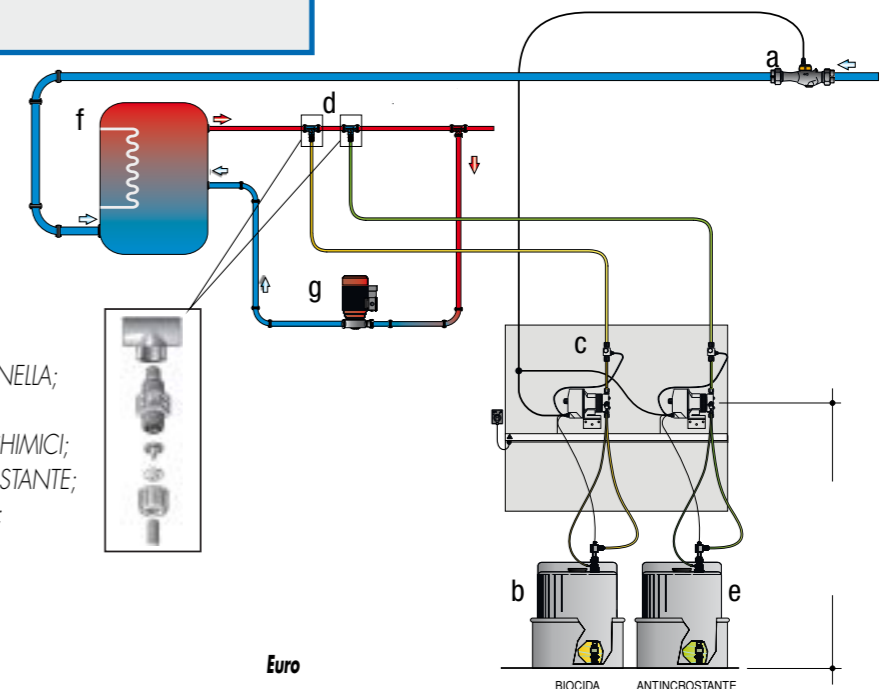 a
f
d
g
c
NELLA;
HIMICI;
STANTE;
;
b
e
Euro
BIOCIDA
ANTINCROSTANTE